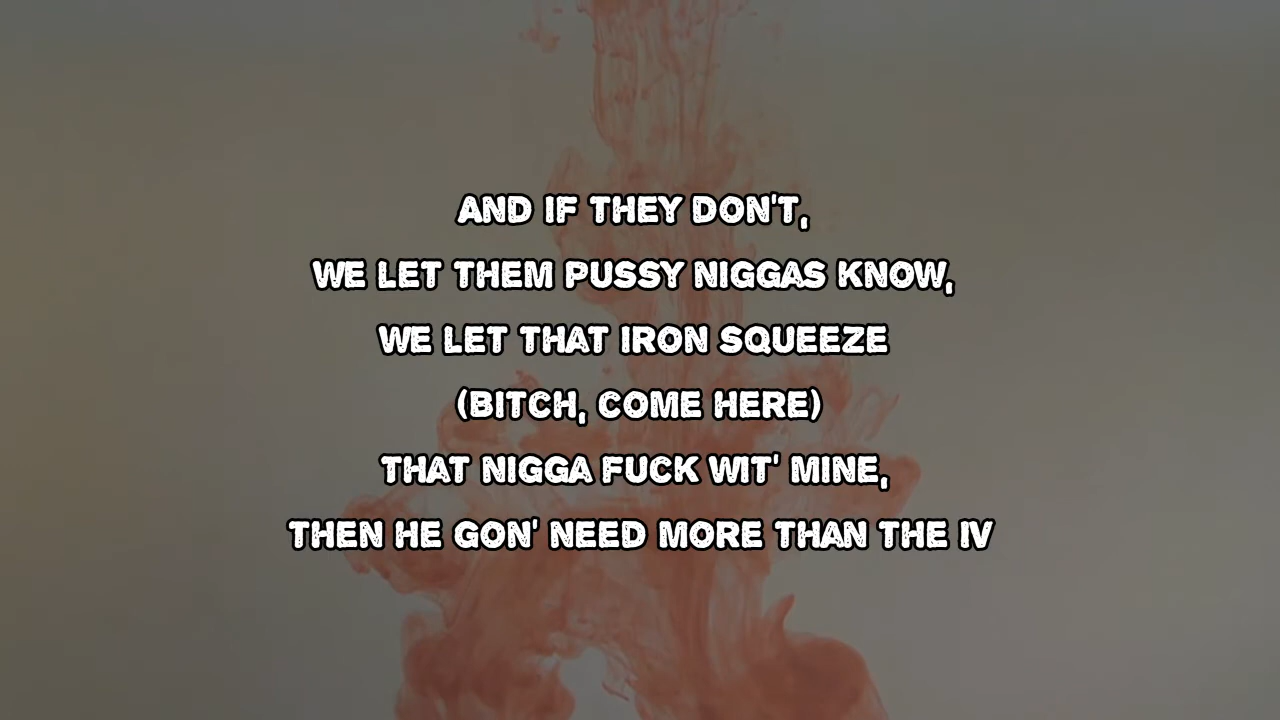 AND IF THEY DON'T,
WE LET THEM PUSSY NIGGAS KNOW,
WE LET THAT IRON SQUEEZE
(BITCH, COME HERE)
THAT NIGGA FUCK WIT' MINE,
THEN HE GON' NEED MORE THAN THE IV